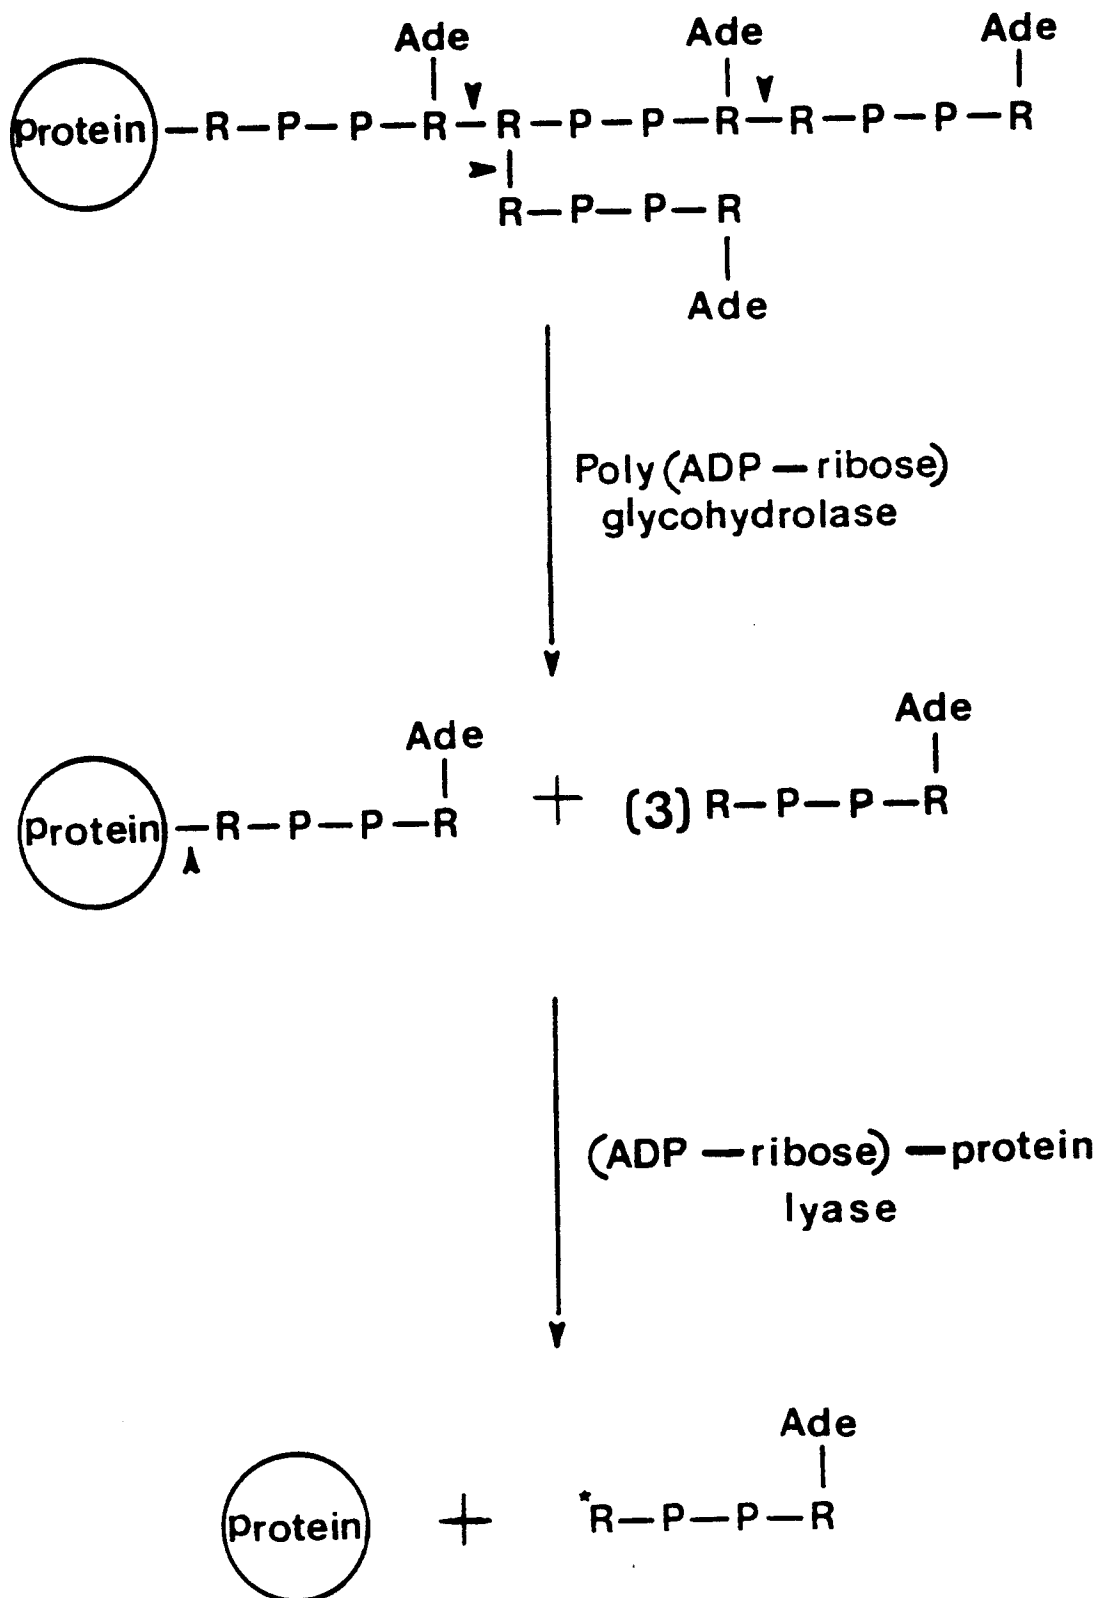 Ade Ade Ade
Protein—R—P—P—R—R—P—P—R—R—P—P—R
R—P—P—R
Ade
Poly(ADP—ribose)
glycohydrolase
Ade
Ade
Protein—R—P—P—R + (3) R—P—P—R
(ADP—ribose)—protein
lyase
Ade
Protein + *R—P—P—R